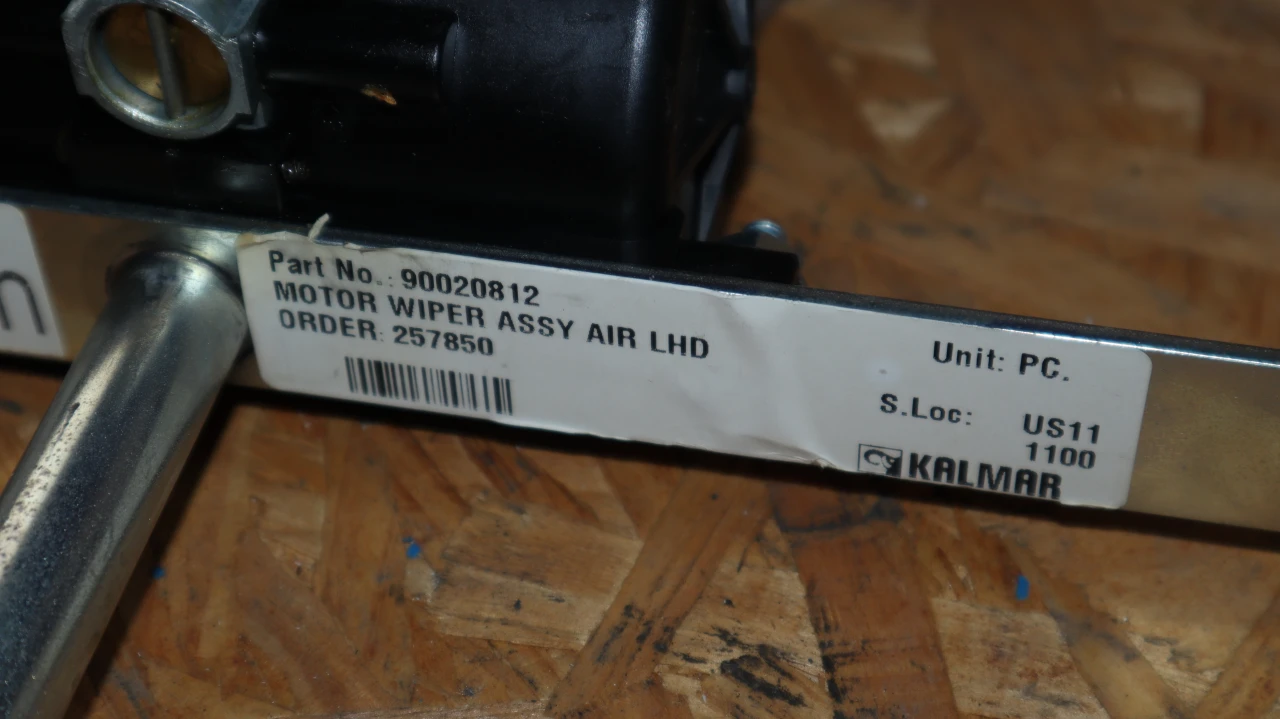 Part No.: 90020812
MOTOR WIPER ASSY AIR LHD
ORDER: 257850
Unit: PC.
S.Loc: US11
1100
KALMAR